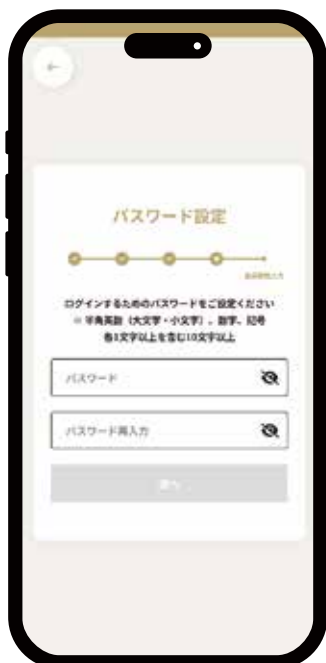 パスワード設定
ログインするためのパスワードをご設定ください
※ 半角英数（大文字・小文字）、数字、記号
各1文字以上を含む10文字以上
パスワード
パスワード再入力